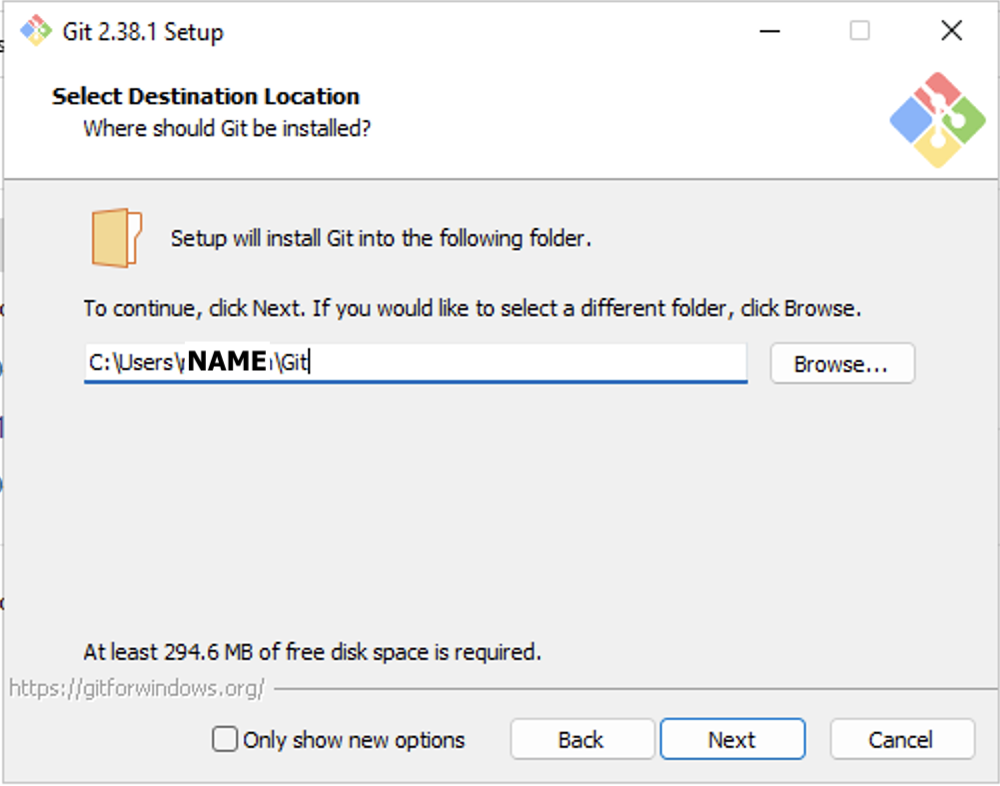 Git 2.38.1 Setup
Select Destination Location
Where should Git be installed?
Setup will install Git into the following folder.
To continue, click Next. If you would like to select a different folder, click Browse.
C:\Users\NAME\Git
Browse...
At least 294.6 MB of free disk space is required.
https://gitforwindows.org/
Only show new options
Back
Next
Cancel